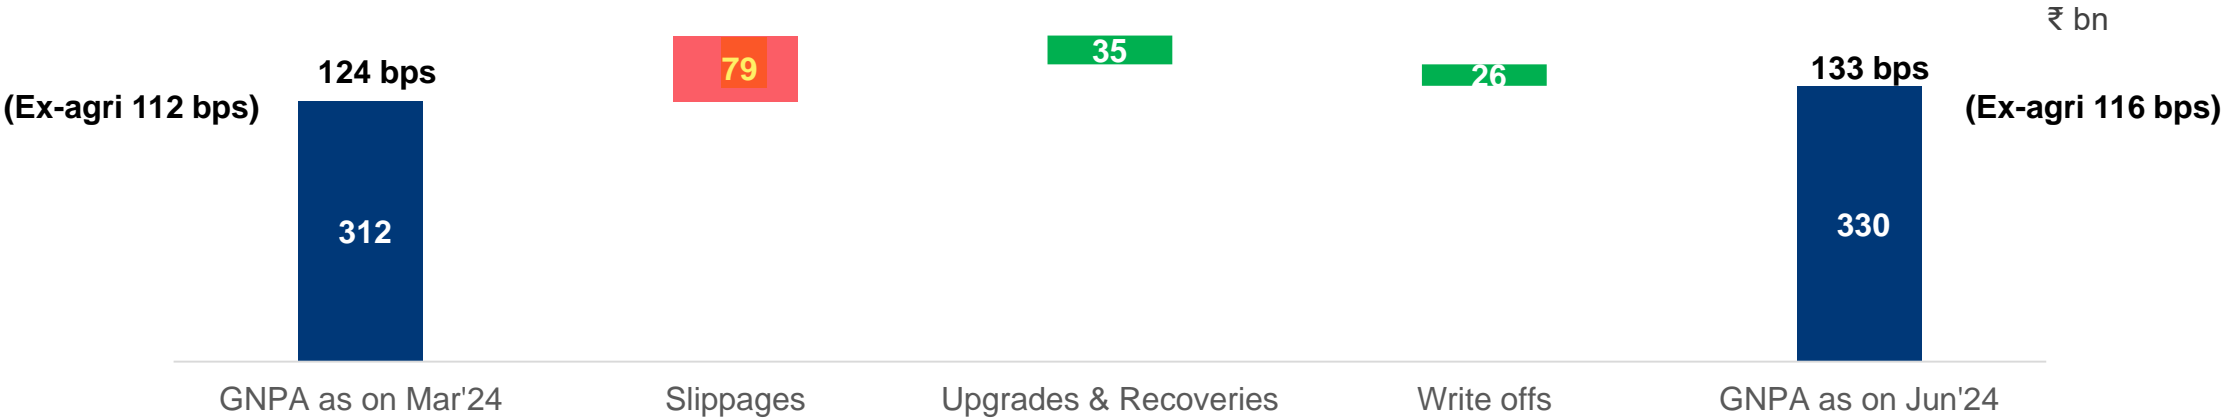 ₹ bn
124 bps
(Ex-agri 112 bps)
312
79
35
26
133 bps
(Ex-agri 116 bps)
330
GNPA as on Mar'24
Slippages
Upgrades & Recoveries
Write offs
GNPA as on Jun'24